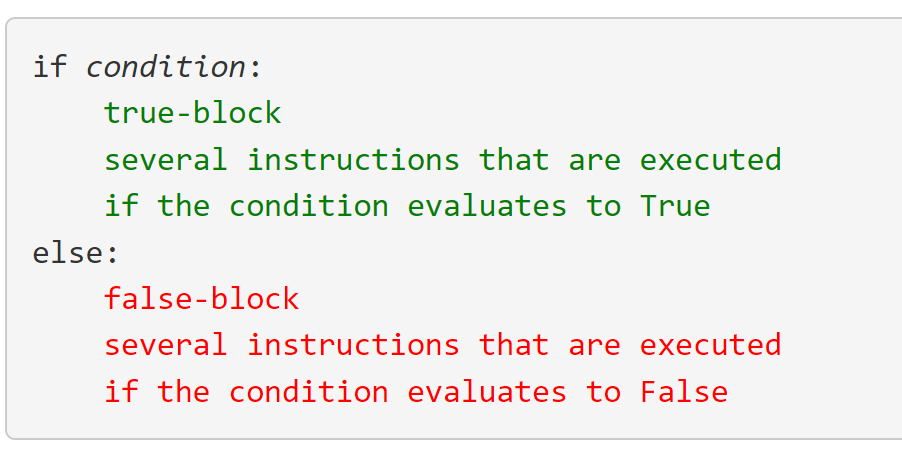 if condition:
true-block
several instructions that are executed
if the condition evaluates to True
else:
false-block
several instructions that are executed
if the condition evaluates to False